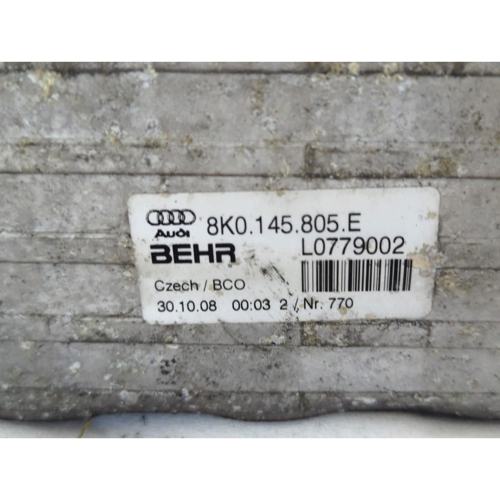 8K0.145.805.E
Audi
BEHR L0779002
Czech / BCO
30.10.08 00:03 2 / Nr. 770